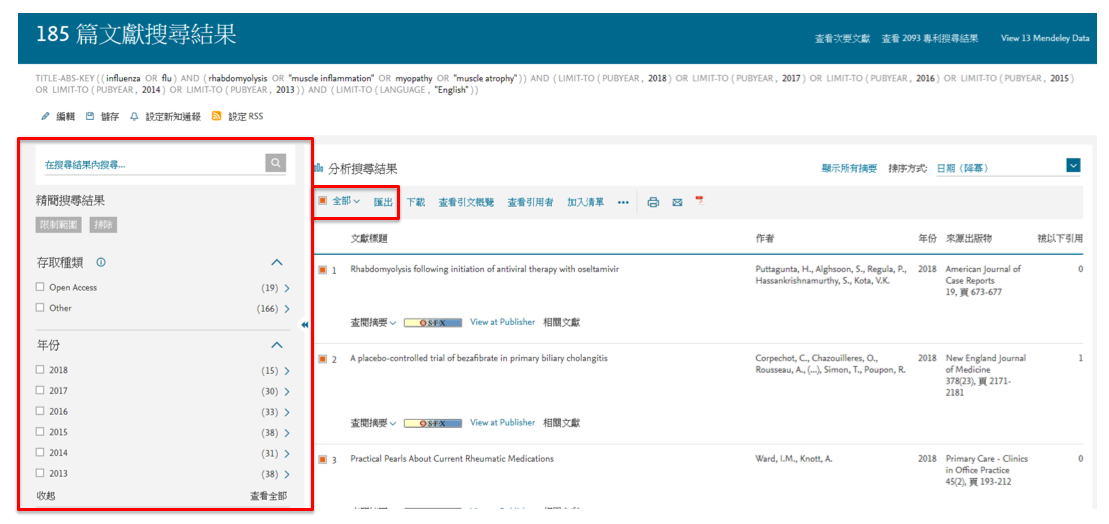 185 篇文獻搜尋結果
查看次要文獻 查看 2093 專利搜尋結果 View 13 Mendeley Data
TITLE-ABS-KEY ( ( influenza OR flu ) AND ( rhabdomyolysis OR "muscle inflammation" OR myopathy OR "muscle atrophy" ) ) AND ( LIMIT-TO ( PUBYEAR , 2018 ) OR LIMIT-TO ( PUBYEAR , 2017 ) OR LIMIT-TO ( PUBYEAR , 2016 ) OR LIMIT-TO ( PUBYEAR , 2015 )
OR LIMIT-TO ( PUBYEAR , 2014 ) OR LIMIT-TO ( PUBYEAR , 2013 ) ) AND ( LIMIT-TO ( LANGUAGE , "English" ) )
編輯 儲存 設定新知通報 設定 RSS
在搜尋結果內搜尋...
精簡搜尋結果
限制範圍 排除
存取種類
Open Access (19)
Other (166)
年份
2018 (15)
2017 (30)
2016 (33)
2015 (38)
2014 (31)
2013 (38)
收起 查看全部
分析搜尋結果
顯示所有摘要 排序方式: 日期（降冪）
全部 匯出 下載 查看引文概覽 查看引用者 加入清單 •••
文獻標題 作者 年份 來源出版物 被以下引用
1 Rhabdomyolysis following initiation of antiviral therapy with oseltamivir Puttagunta, H., Alghsoon, S., Regula, P., 2018 American Journal of 0
Hassankrishnamurthy, S., Kota, V.K. Case Reports
19, 頁 673-677
查閱摘要 S·F·X View at Publisher 相關文獻
2 A placebo-controlled trial of bezafibrate in primary biliary cholangitis Corpechot, C., Chazouilleres, O., 2018 New England Journal 1
Rousseau, A., (...), Simon, T., Poupon, R. of Medicine
378(23), 頁 2171-
2181
查閱摘要 S·F·X View at Publisher 相關文獻
3 Practical Pearls About Current Rheumatic Medications Ward, I.M., Knott, A. 2018 Primary Care - Clinics 0
in Office Practice
45(2), 頁 193-212